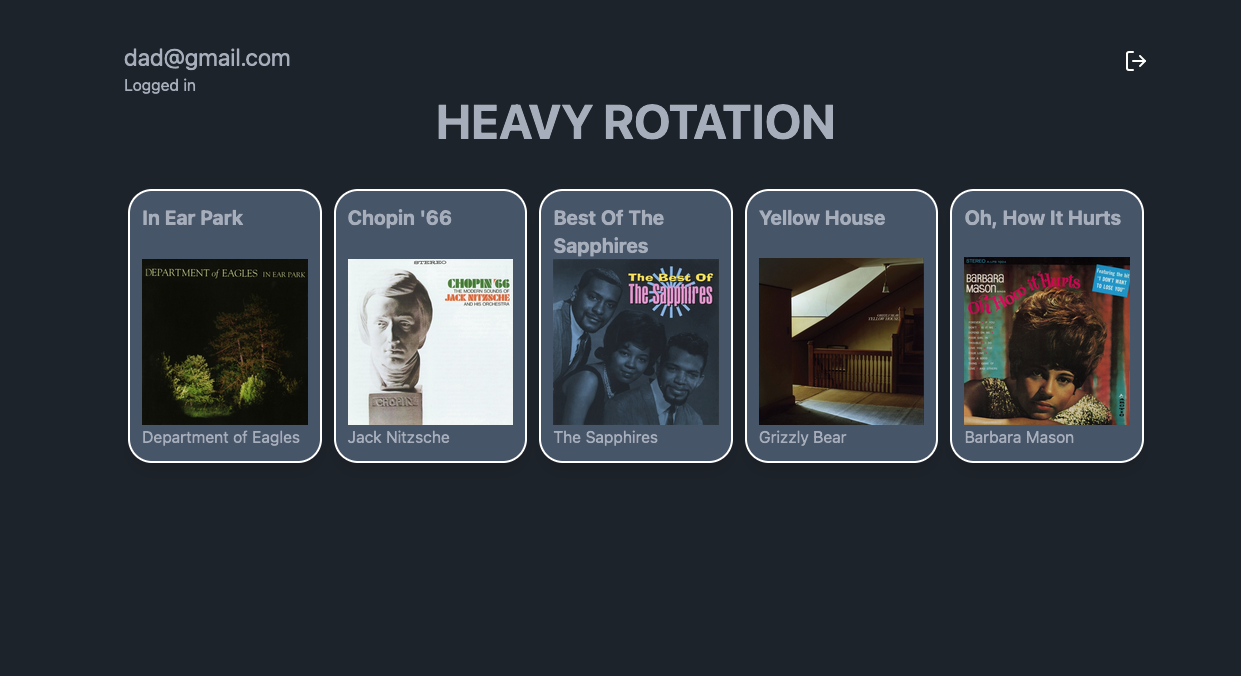 dad@gmail.com
Logged in
HEAVY ROTATION
In Ear Park
DEPARTMENT of EAGLES IN EAR PARK
Department of Eagles
Chopin '66
STEREO
CHOPIN '66
THE MODERN SOUNDS OF
JACK NITZSCHE
AND HIS ORCHESTRA
CHOPIN
Jack Nitzsche
Best Of The
Sapphires
The Best Of
The Sapphires
The Sapphires
Yellow House
YELLOW HOUSE
Grizzly Bear
Oh, How It Hurts
STEREO
BARBARA
MASON
Oh How it Hurts
Featuring the hit
"I DON'T WANT
TO LOSE YOU"
Barbara Mason